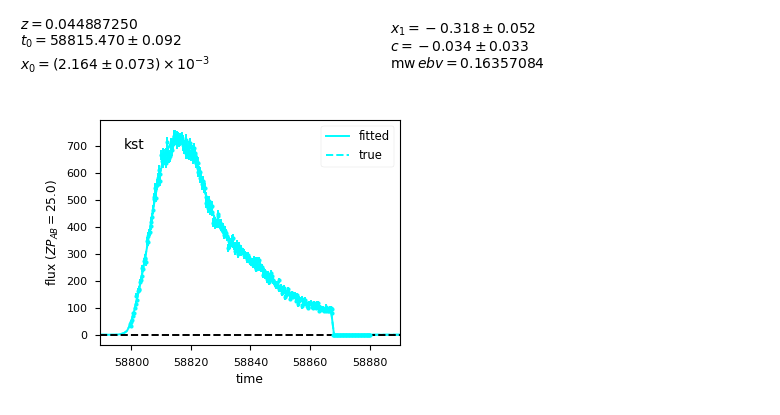 z = 0.044887250
t₀ = 58815.470 ± 0.092
x₀ = (2.164 ± 0.073) × 10⁻³
x₁ = −0.318 ± 0.052
c = −0.034 ± 0.033
mw ebv = 0.16357084
kst
fitted
true
700
600
500
400
300
200
100
0
flux (ZP_AB = 25.0)
58800 58820 58840 58860 58880
time